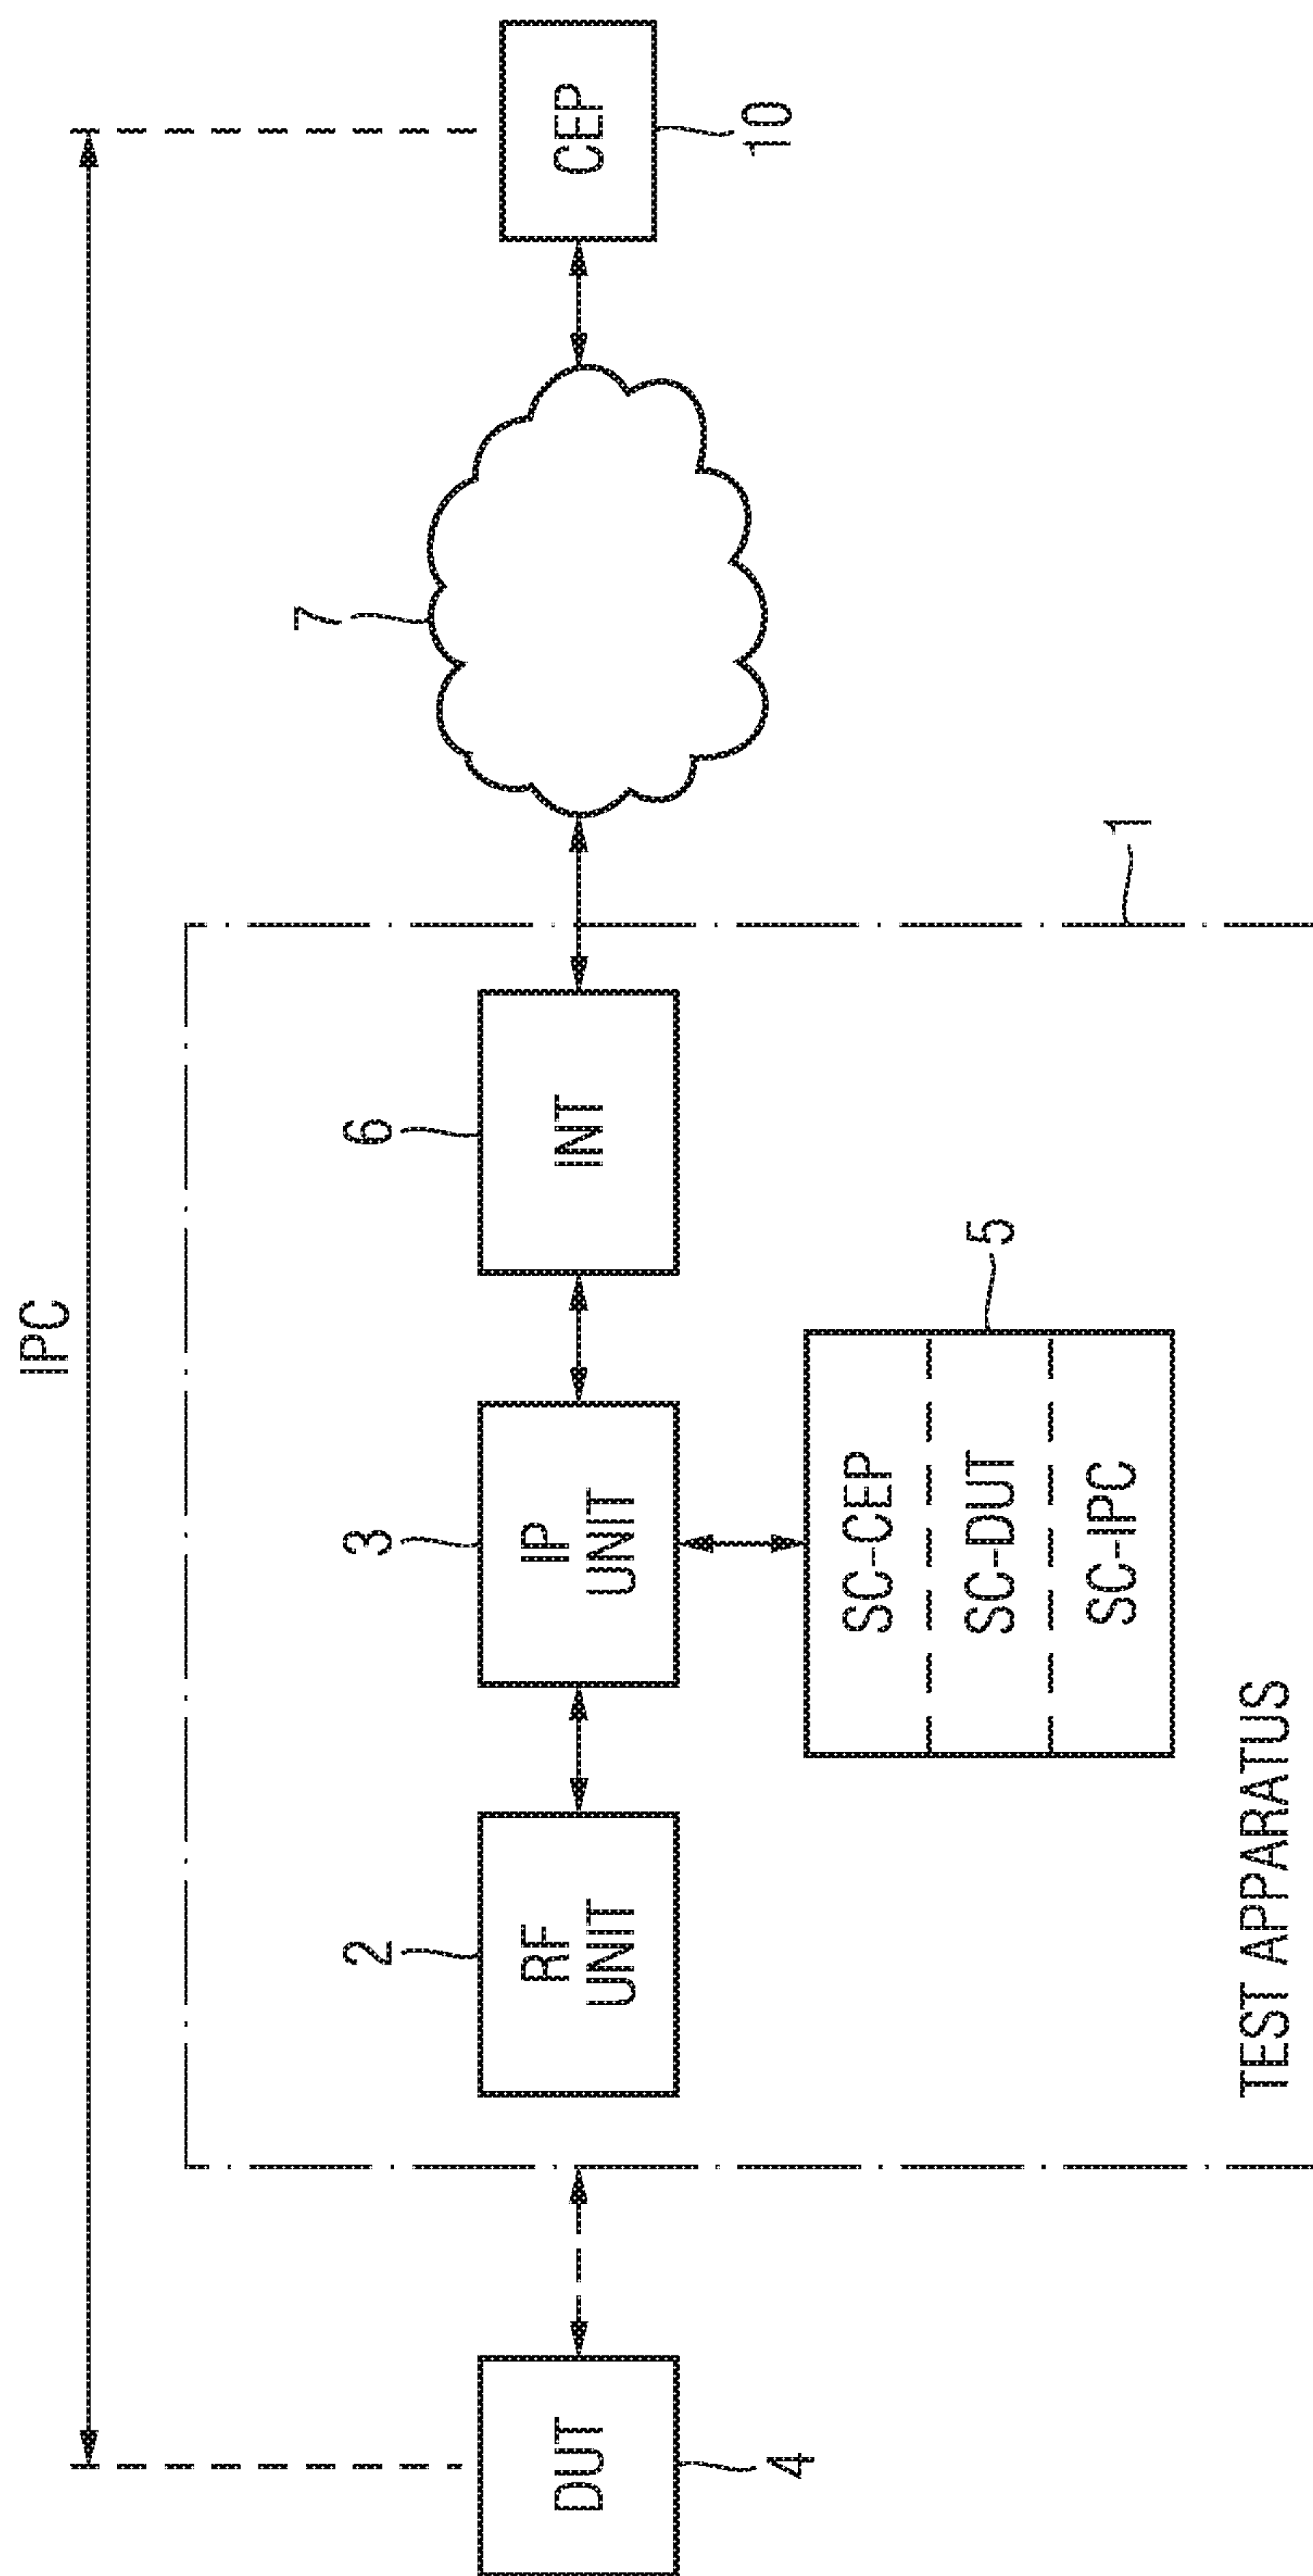 IPC
7
DUT
4
2
RF
UNIT
3
IP
UNIT
6
INT
CEP
10
SC-CEP
SC-DUT
SC-IPC
5
1
TEST APPARATUS